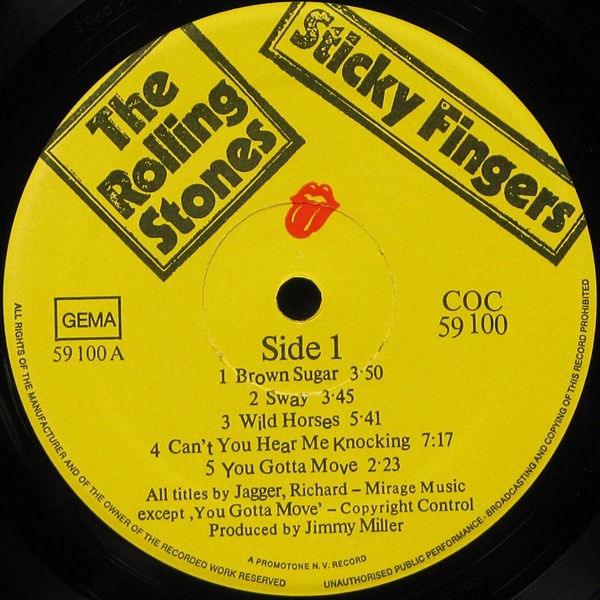 The
Rolling
Stones
Sticky Fingers
GEMA
59 100 A
COC
59 100
Side 1
1 Brown Sugar 3·50
2 Sway 3·45
3 Wild Horses 5·41
4 Can't You Hear Me Knocking 7:17
5 You Gotta Move 2·23
All titles by Jagger, Richard – Mirage Music
except ‚You Gotta Move' – Copyright Control
Produced by Jimmy Miller
A PROMOTONE N.V. RECORD
ALL RIGHTS OF THE MANUFACTURER AND OF THE OWNER OF THE RECORDED WORK RESERVED
UNAUTHORISED PUBLIC PERFORMANCE: BROADCASTING AND COPYING OF THIS RECORD PROHIBITED